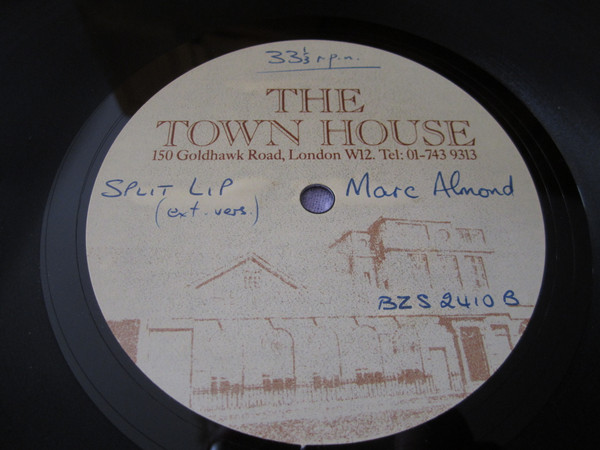 33⅓ r.p.m.
THE
TOWN HOUSE
150 Goldhawk Road, London W12. Tel: 01-743 9313
SPLIT LIP Marc Almond
(ext. vers.)
BZS 2410 B